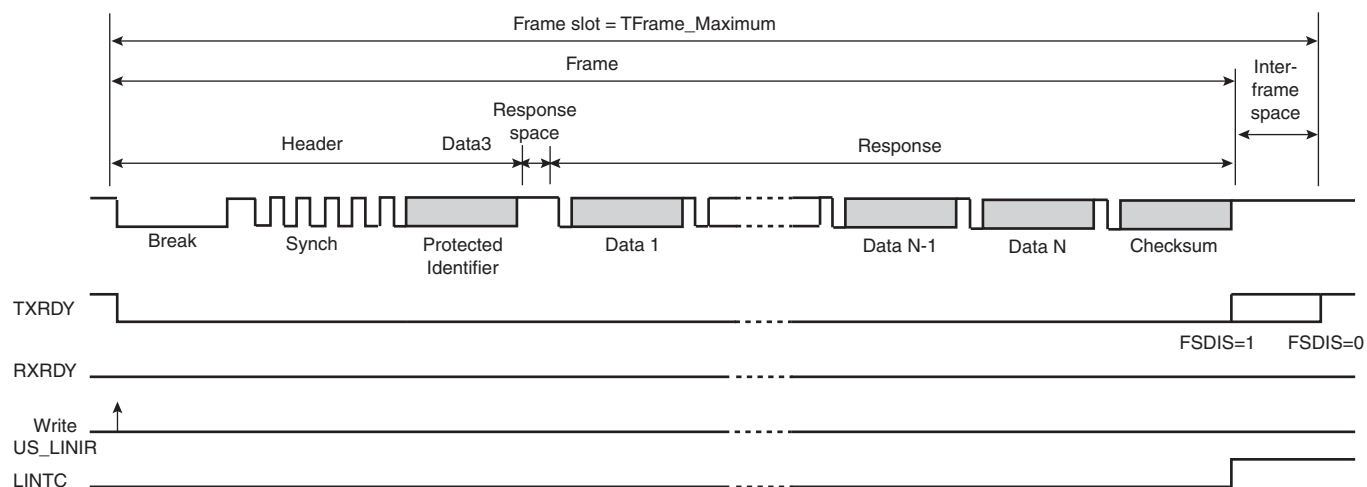 Frame slot = TFrame_Maximum
Frame
Inter-
frame
space
Response
space
Header
Data3
Response
Break
Synch
Protected
Identifier
Data 1
Data N-1
Data N
Checksum
TXRDY
FSDIS=1
FSDIS=0
RXRDY
Write
US_LINIR
LINTC